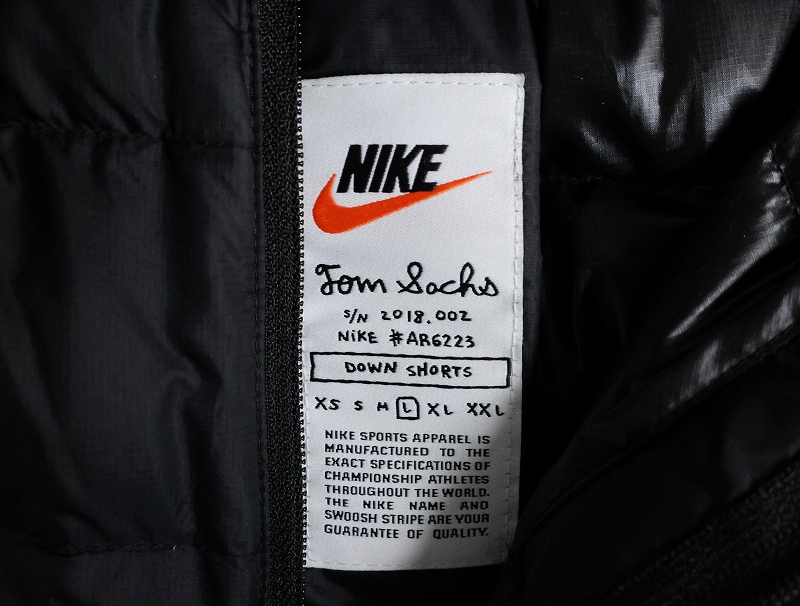 NIKE
Tom Sachs
S/N 2018.002
NiKE #AR6223
DOWN SHORTS
XS S M L XL XXL
NIKE SPORTS APPAREL IS
MANUFACTURED TO THE
EXACT SPECIFICATIONS OF
CHAMPIONSHIP ATHLETES
THROUGHOUT THE WORLD.
THE NIKE NAME AND
SWOOSH STRIPE ARE YOUR
GUARANTEE OF QUALITY.